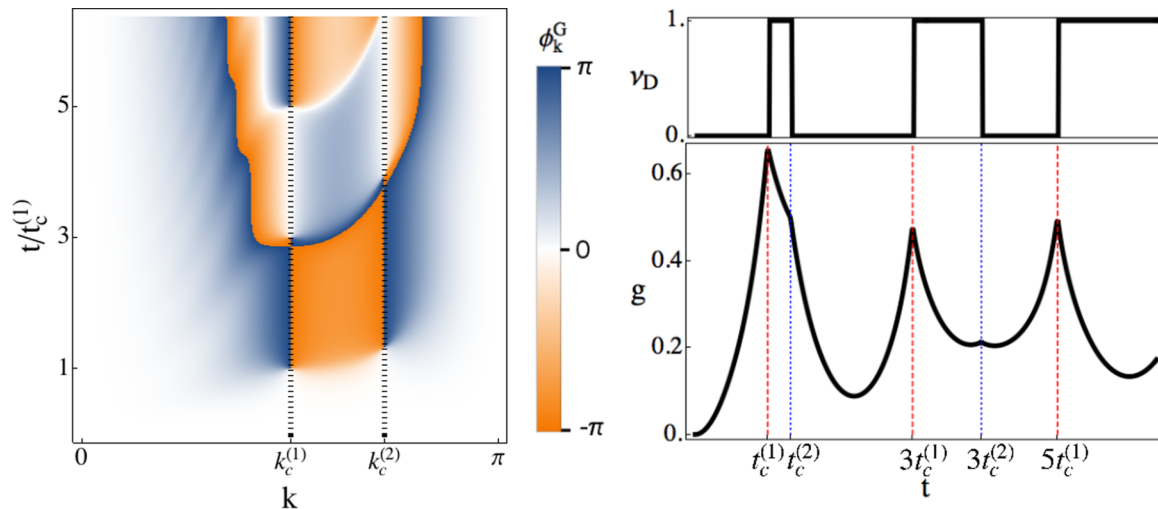 ϕ_k^G
π
0
-π
t/t_c^(1)
5
3
1
0
k_c^(1)
k_c^(2)
π
k
ν_D
1.
0.
g
0.6
0.4
0.2
0.
t_c^(1)
t_c^(2)
3t_c^(1)
3t_c^(2)
5t_c^(1)
t